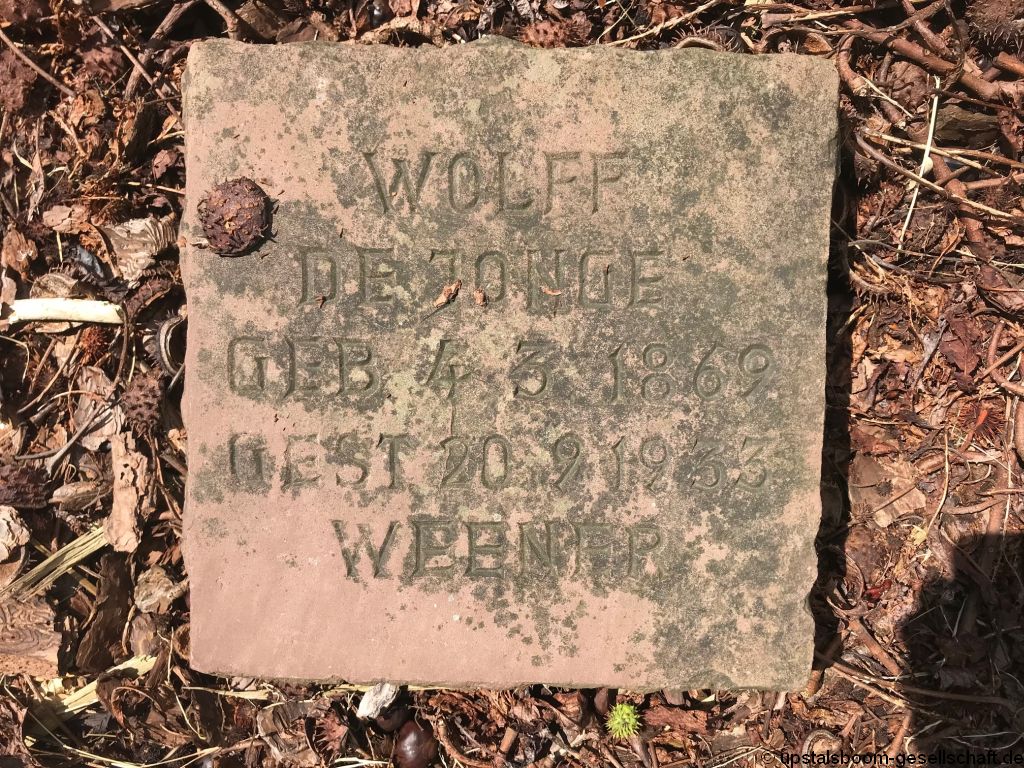 WOLFF
DE JONGE
GEB 4 3 1869
GEST 20 9 1933
WEENER
© upstalsboom-gesellschaft.de